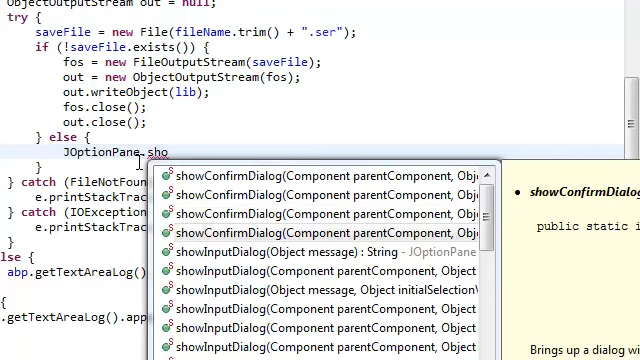 ObjectOutputStream out = null;
try {
saveFile = new File(fileName.trim() + ".ser");
if (!saveFile.exists()) {
fos = new FileOutputStream(saveFile);
out = new ObjectOutputStream(fos);
out.writeObject(lib);
fos.close();
out.close();
} else {
JOptionPane.sho
}
} catch (FileNotFoun
e.printStackTrac
} catch (IOException
e.printStackTrac
else {
abp.getTextAreaLog()
{
.getTextAreaLog().app
showConfirmDialog(Component parentComponent, Obje
showConfirmDialog(Component parentComponent, Obje
showConfirmDialog(Component parentComponent, Obje
showConfirmDialog(Component parentComponent, Obje
showInputDialog(Object message) : String - JOptionPane
showInputDialog(Component parentComponent, Object
showInputDialog(Object message, Object initialSelection
showInputDialog(Component parentComponent, Object
showInputDialog(Component parentComponent, Object
showInputDialog(Component parentComponent, Object
showConfirmDialo
public static i
Brings up a dialog wi